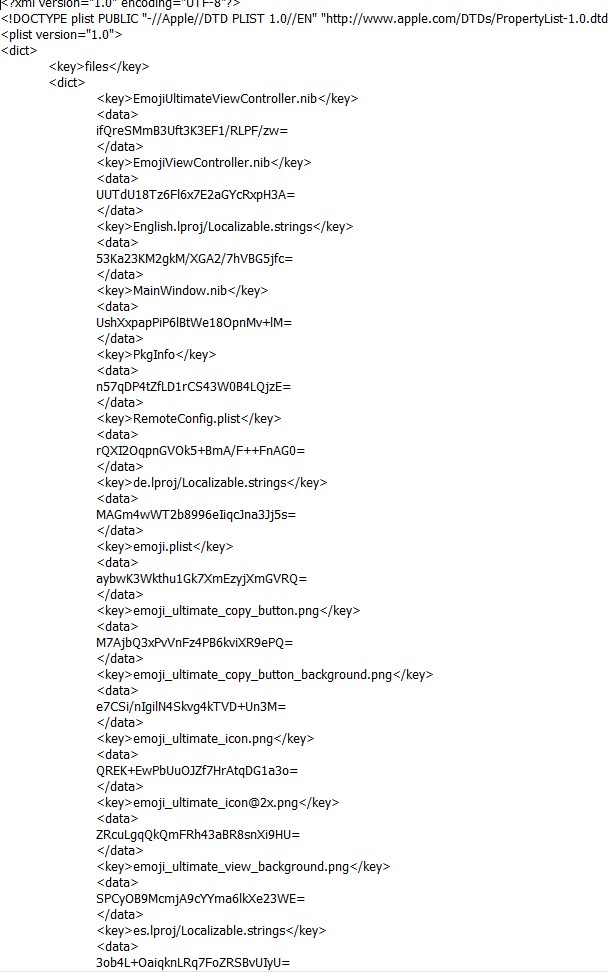 <?xml version="1.0" encoding="UTF-8"?>
<!DOCTYPE plist PUBLIC "-//Apple//DTD PLIST 1.0//EN" "http://www.apple.com/DTDs/PropertyList-1.0.dtd
<plist version="1.0">
<dict>
<key>files</key>
<dict>
<key>EmojiUltimateViewController.nib</key>
<data>
ifQreSMmB3Uft3K3EF1/RLPF/zw=
</data>
<key>EmojiViewController.nib</key>
<data>
UUTdU18Tz6Fl6x7E2aGYcRxpH3A=
</data>
<key>English.lproj/Localizable.strings</key>
<data>
53Ka23KM2gkM/XGA2/7hVBG5jfc=
</data>
<key>MainWindow.nib</key>
<data>
UshXxpapPiP6lBtWe18OpnMv+lM=
</data>
<key>PkgInfo</key>
<data>
n57qDP4tZfLD1rCS43W0B4LQjzE=
</data>
<key>RemoteConfig.plist</key>
<data>
rQXI2OqpnGVOk5+BmA/F++FnAG0=
</data>
<key>de.lproj/Localizable.strings</key>
<data>
MAGm4wWT2b8996eIiqcJna3Jj5s=
</data>
<key>emoji.plist</key>
<data>
aybwK3Wkthu1Gk7XmEzyjXmGVRQ=
</data>
<key>emoji_ultimate_copy_button.png</key>
<data>
M7AjbQ3xPvVnFz4PB6kviXR9ePQ=
</data>
<key>emoji_ultimate_copy_button_background.png</key>
<data>
e7CSi/nIgilN4Skvg4kTVD+Un3M=
</data>
<key>emoji_ultimate_icon.png</key>
<data>
QREK+EwPbUuOJZf7HrAtqDG1a3o=
</data>
<key>emoji_ultimate_icon@2x.png</key>
<data>
ZRcuLgqQkQmFRh43aBR8snXi9HU=
</data>
<key>emoji_ultimate_view_background.png</key>
<data>
SPCyOB9McmjA9cYYma6lkXe23WE=
</data>
<key>es.lproj/Localizable.strings</key>
<data>
3ob4L+OaiqknLRq7FoZRSBvUIyU=